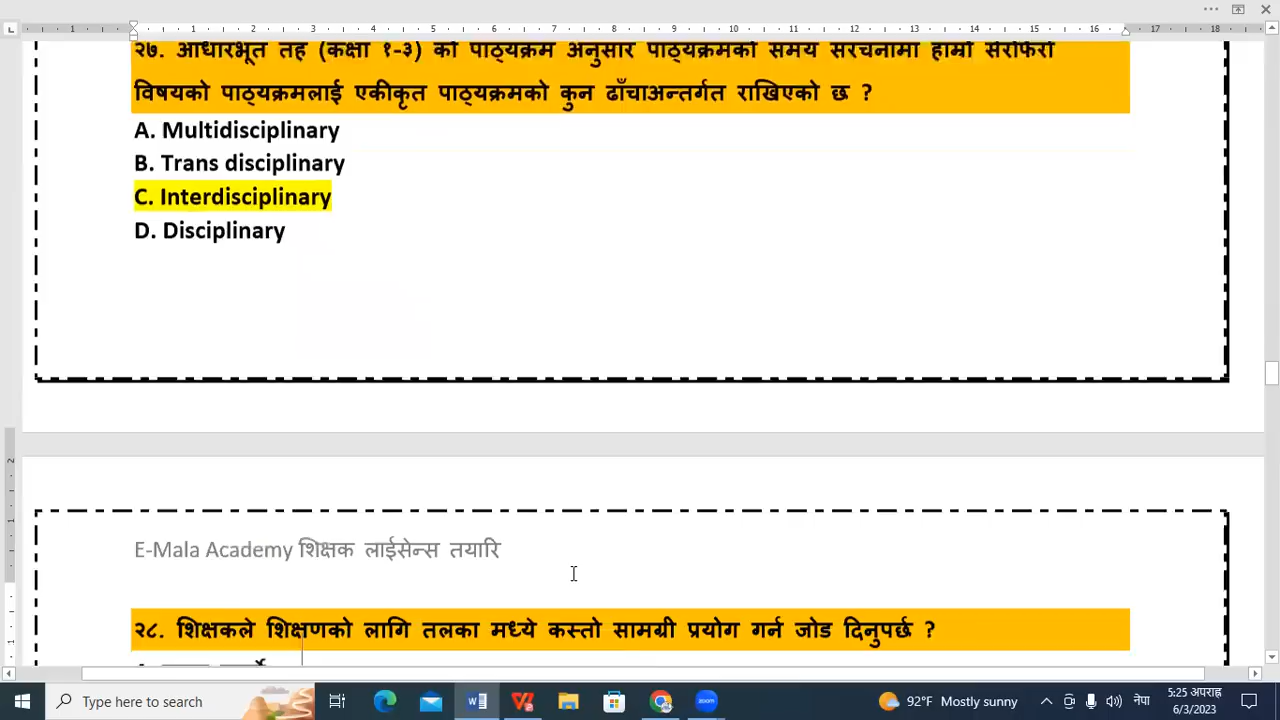 २७. आधारभूत तह (कक्षा १-३) को पाठ्यक्रम अनुसार पाठ्यक्रमको समय संरचनामा हाम्रो सेरोफेरो
विषयको पाठ्यक्रमलाई एकीकृत पाठ्यक्रमको कुन ढाँचाअन्तर्गत राखिएको छ ?
A. Multidisciplinary
B. Trans disciplinary
C. Interdisciplinary
D. Disciplinary
E-Mala Academy शिक्षक लाईसेन्स तयारि
२८. शिक्षकले शिक्षणको लागि तलका मध्ये कस्तो सामग्री प्रयोग गर्न जोड दिनुपर्छ ?
Type here to search
92°F Mostly sunny
नेपा
5:25 अपराह्न
6/3/2023